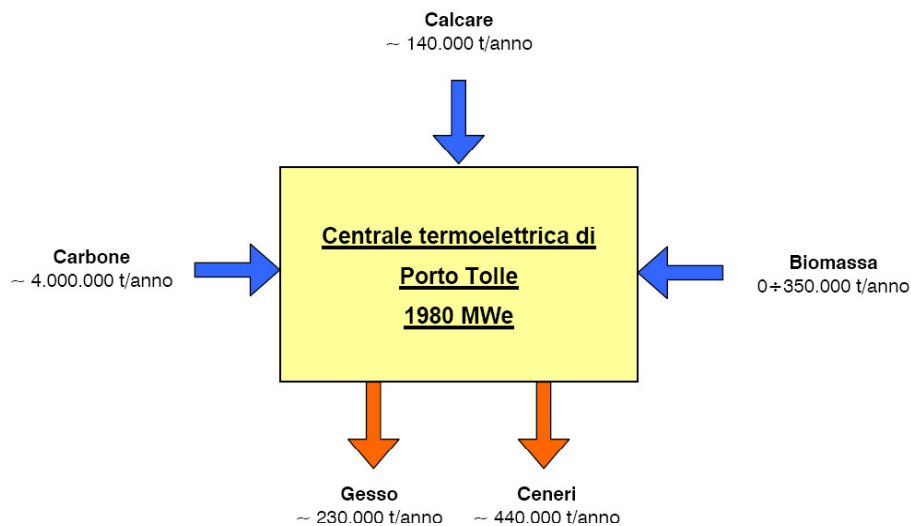 Calcare
~ 140.000 t/anno
Centrale termoelettrica di
Porto Tolle
1980 MWe
Carbone
~ 4.000.000 t/anno
Biomassa
0÷350.000 t/anno
Gesso
~ 230.000 t/anno
Ceneri
~ 440.000 t/anno